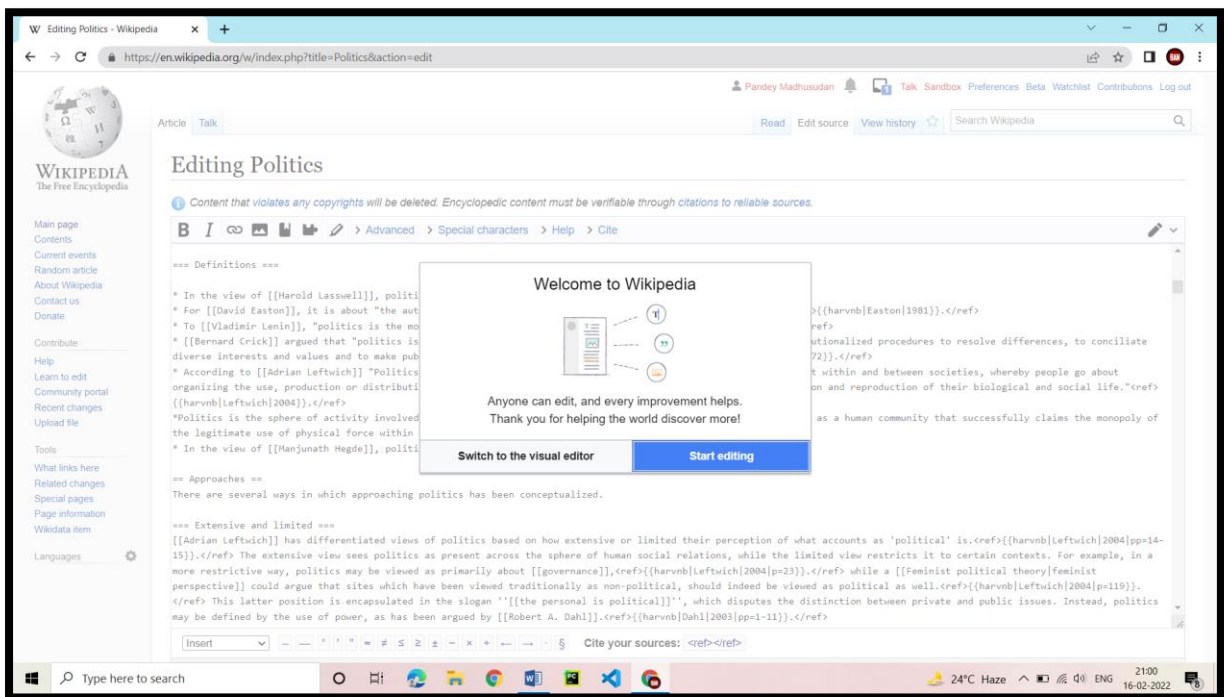 W Editing Politics - Wikipedia × +
https://en.wikipedia.org/w/index.php?title=Politics&action=edit
Pandey Madhusudan Talk Sandbox Preferences Beta Watchlist Contributions Log out
Article Talk Read Edit source View history Search Wikipedia
WIKIPEDIA
The Free Encyclopedia
Editing Politics
Content that violates any copyrights will be deleted. Encyclopedic content must be verifiable through citations to reliable sources.
B I > Advanced > Special characters > Help > Cite
Main page
Contents
Current events
Random article
About Wikipedia
Contact us
Donate
Contribute
Help
Learn to edit
Community portal
Recent changes
Upload file
Tools
What links here
Related changes
Special pages
Page information
Wikidata item
Languages
=== Definitions ===
* In the view of [[Harold Lasswell]], politi
* For [[David Easton]], it is about "the aut >{{harvnb|Easton|1981}}.</ref>
* To [[Vladimir Lenin]], "politics is the mo ref>
* [[Bernard Crick]] argued that "politics is utionalized procedures to resolve differences, to conciliate
diverse interests and values and to make pub 72}}.</ref>
* According to [[Adrian Leftwich]] "Politics t within and between societies, whereby people go about
organizing the use, production or distributi on and reproduction of their biological and social life."<ref>
{{harvnb|Leftwich|2004}}.</ref>
*Politics is the sphere of activity involved as a human community that successfully claims the monopoly of
the legitimate use of physical force within
* In the view of [[Manjunath Hegde]], politi
== Approaches ==
There are several ways in which approaching politics has been conceptualized.
=== Extensive and limited ===
[[Adrian Leftwich]] has differentiated views of politics based on how extensive or limited their perception of what accounts as 'political' is.<ref>{{harvnb|Leftwich|2004|pp=14–
15}}.</ref> The extensive view sees politics as present across the sphere of human social relations, while the limited view restricts it to certain contexts. For example, in a
more restrictive way, politics may be viewed as primarily about [[governance]],<ref>{{harvnb|Leftwich|2004|p=23}}.</ref> while a [[Feminist political theory|feminist
perspective]] could argue that sites which have been viewed traditionally as non-political, should indeed be viewed as political as well.<ref>{{harvnb|Leftwich|2004|p=119}}.
</ref> This latter position is encapsulated in the slogan ''[[the personal is political]]'', which disputes the distinction between private and public issues. Instead, politics
may be defined by the use of power, as has been argued by [[Robert A. Dahl]].<ref>{{harvnb|Dahl|2003|pp=1–11}}.</ref>
Welcome to Wikipedia
Anyone can edit, and every improvement helps.
Thank you for helping the world discover more!
Switch to the visual editor Start editing
Insert – — ° ′ ″ ≈ ≠ ≤ ≥ ± − × ÷ ← → · § Cite your sources: <ref></ref>
Type here to search 24°C Haze ENG 21:00
16-02-2022